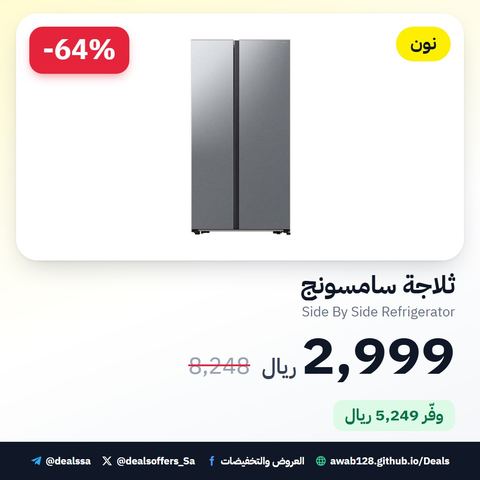 -64%
نون
ثلاجة سامسونج
Side By Side Refrigerator
2,999 ريال 8,248
وفّر 5,249 ريال
@dealssa @dealsoffers_Sa العروض والتخفيضات awab128.github.io/Deals